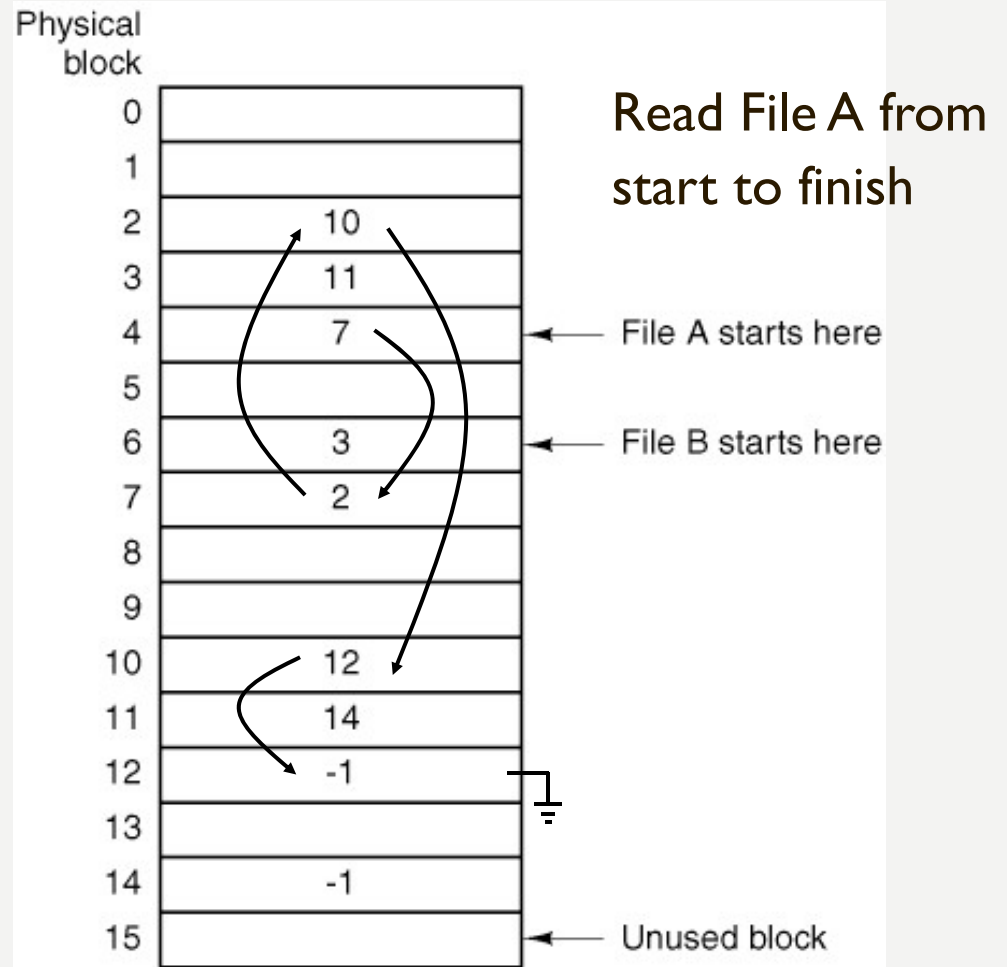 Physical
block
Read File A from
start to finish
0
1
2 10
3 11
4 7 File A starts here
5
6 3 File B starts here
7 2
8
9
10 12
11 14
12 -1
13
14 -1
15 Unused block